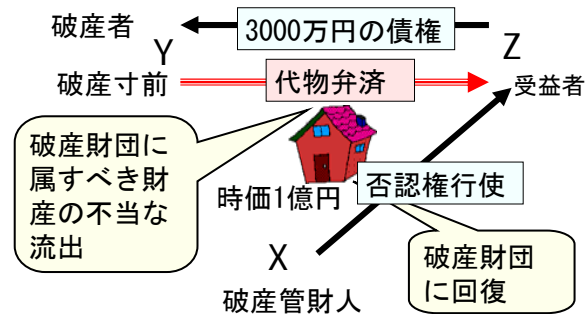 破産者
3000万円の債権
Y
Z
破産寸前
代物弁済
受益者
破産財団に
属すべき財
産の不当な
流出
時価1億円
否認権行使
X
破産管財人
破産財団
に回復